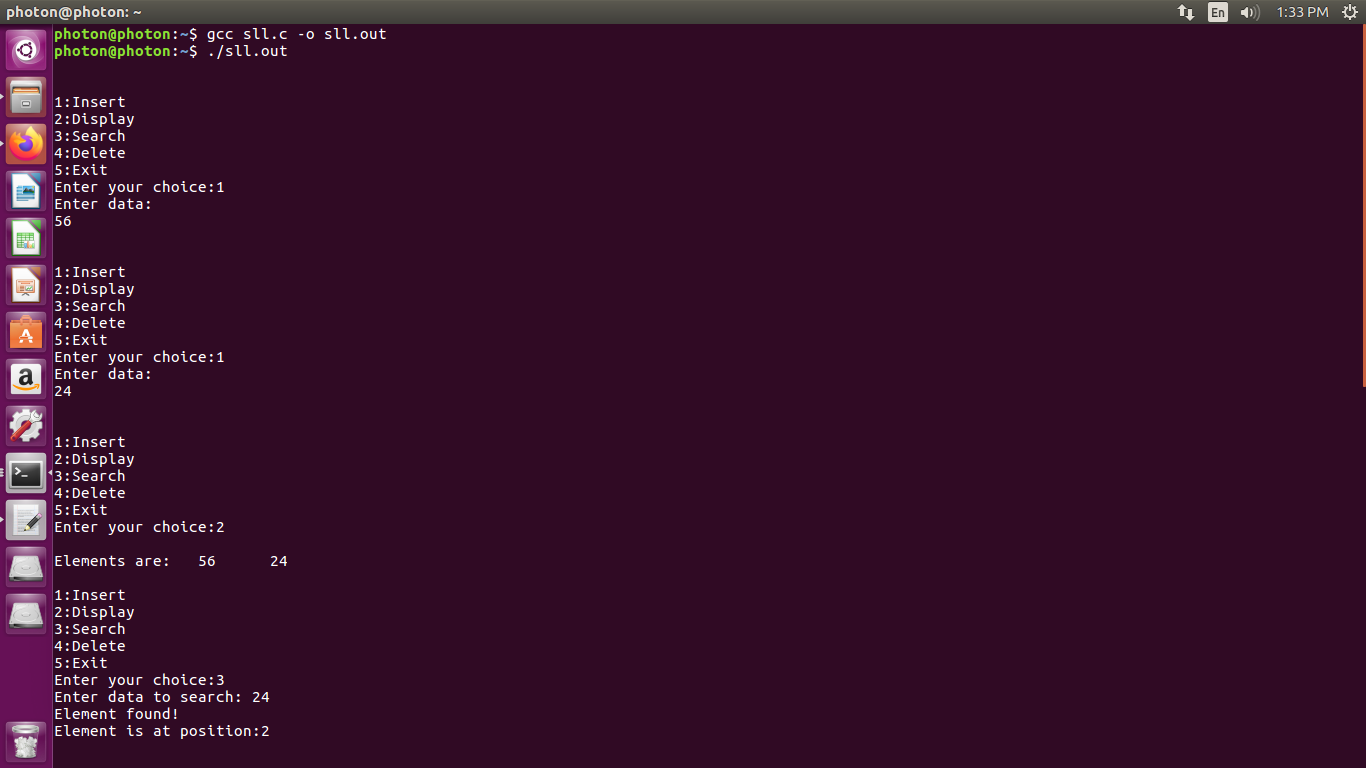 photon@photon: ~
En
1:33 PM
photon@photon:~$ gcc sll.c -o sll.out
photon@photon:~$ ./sll.out
1:Insert
2:Display
3:Search
4:Delete
5:Exit
Enter your choice:1
Enter data:
56
1:Insert
2:Display
3:Search
4:Delete
5:Exit
Enter your choice:1
Enter data:
24
1:Insert
2:Display
3:Search
4:Delete
5:Exit
Enter your choice:2
Elements are:   56      24
1:Insert
2:Display
3:Search
4:Delete
5:Exit
Enter your choice:3
Enter data to search: 24
Element found!
Element is at position:2